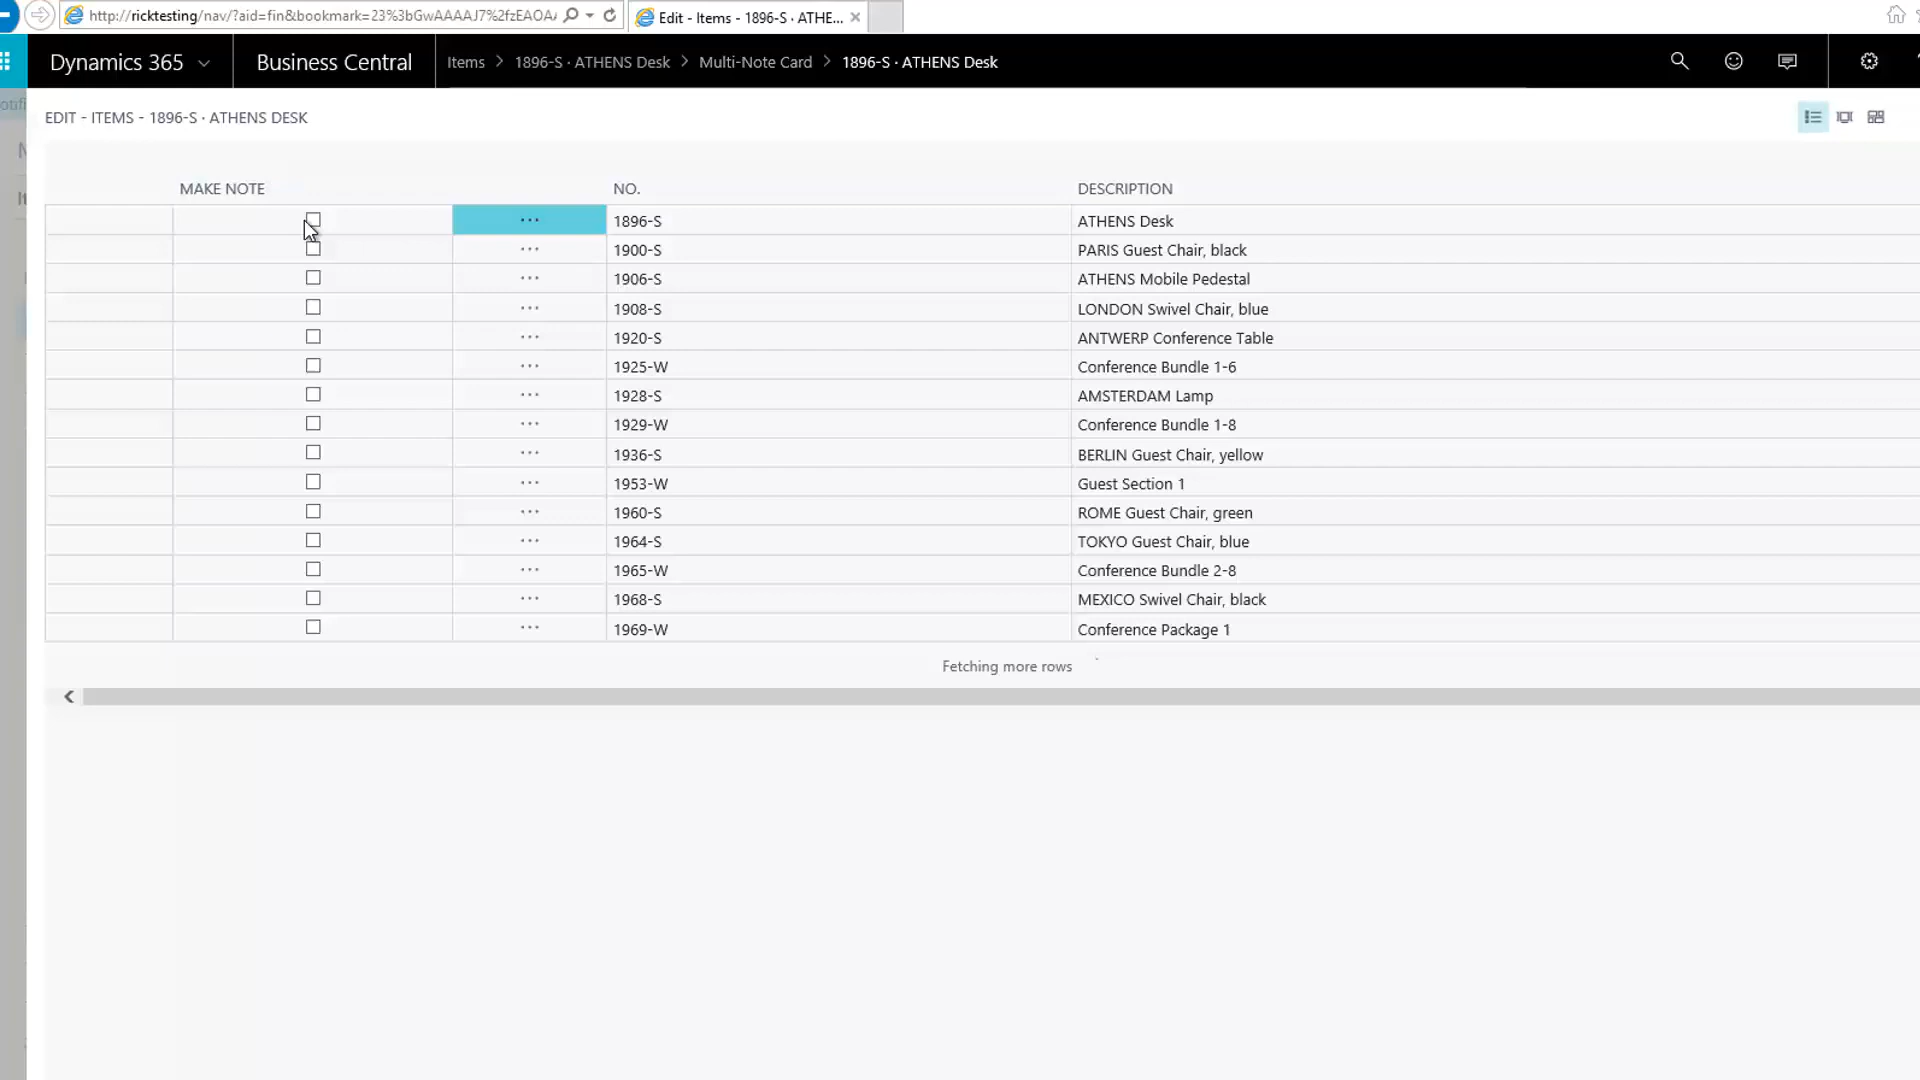 http://ricktesting/nav/?aid=fin&bookmark=23%3bGwAAAAJ7%2fzEAOAA
Edit - Items - 1896-S · ATHE...
Dynamics 365
Business Central
Items > 1896-S · ATHENS Desk > Multi-Note Card > 1896-S · ATHENS Desk
EDIT - ITEMS - 1896-S · ATHENS DESK
MAKE NOTE NO. DESCRIPTION
... 1896-S ATHENS Desk
... 1900-S PARIS Guest Chair, black
... 1906-S ATHENS Mobile Pedestal
... 1908-S LONDON Swivel Chair, blue
... 1920-S ANTWERP Conference Table
... 1925-W Conference Bundle 1-6
... 1928-S AMSTERDAM Lamp
... 1929-W Conference Bundle 1-8
... 1936-S BERLIN Guest Chair, yellow
... 1953-W Guest Section 1
... 1960-S ROME Guest Chair, green
... 1964-S TOKYO Guest Chair, blue
... 1965-W Conference Bundle 2-8
... 1968-S MEXICO Swivel Chair, black
... 1969-W Conference Package 1
Fetching more rows